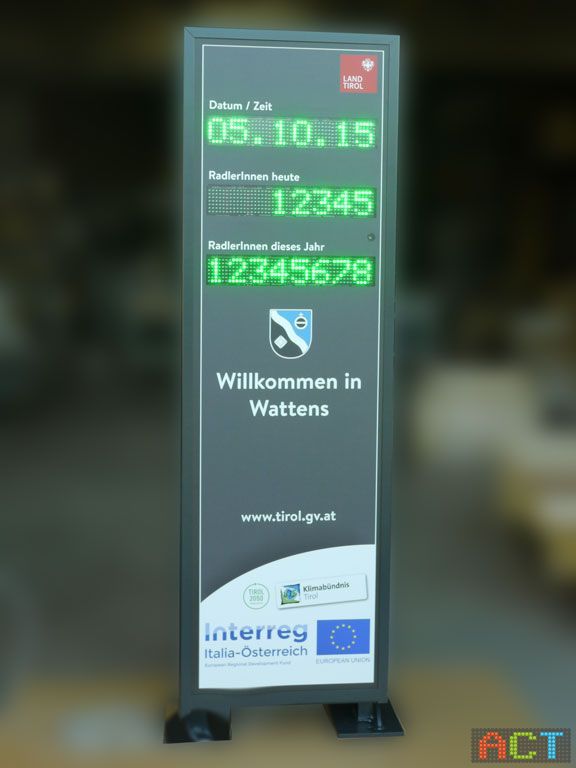 LAND
TIROL
Datum / Zeit
05.10.15
RadlerInnen heute
12345
RadlerInnen dieses Jahr
12345678
Willkommen in
Wattens
www.tirol.gv.at
TIROL
2050
Klimabündnis
Tirol
Interreg
Italia-Österreich
European Regional Development Fund
EUROPEAN UNION
ACT